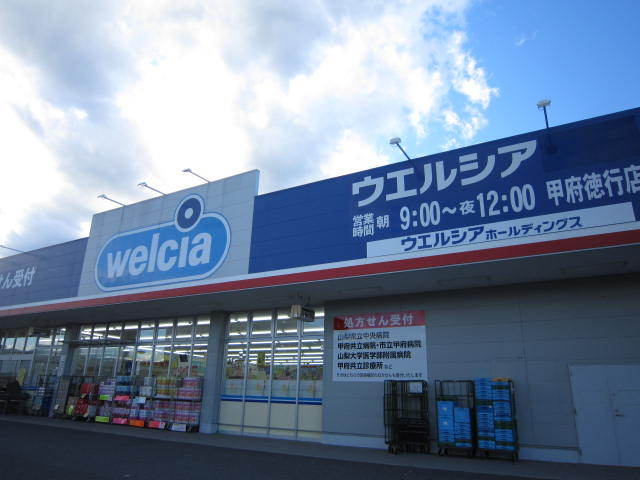 せん受付
welcia
ウエルシア
営業時間 朝9:00～夜12:00 甲府徳行店
ウエルシアホールディングス
処方せん受付
山梨県立中央病院
甲府共立病院・市立甲府病院
山梨大学医学部附属病院
甲府共立診療所 など